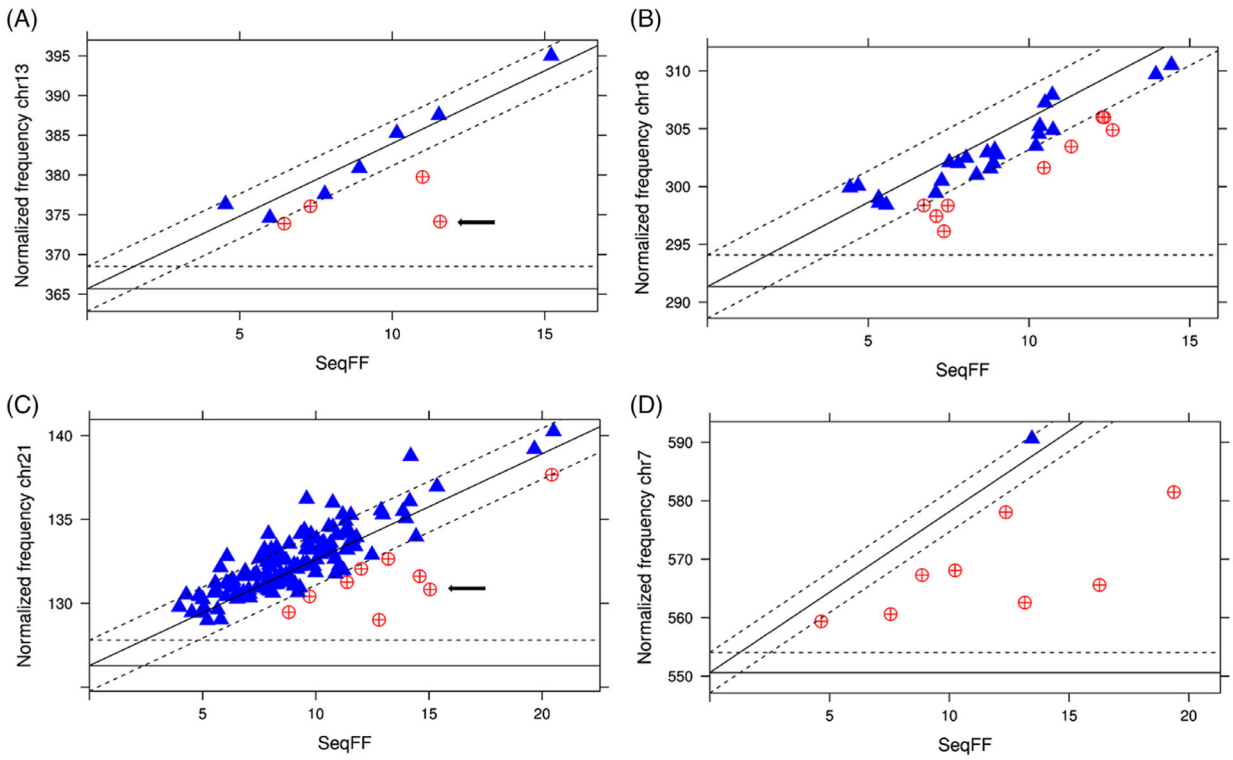 (A)
Normalized frequency chr13
395
390
385
380
375
370
365
5 10 15
SeqFF
(B)
Normalized frequency chr18
310
305
300
295
290
5 10 15
SeqFF
(C)
Normalized frequency chr21
140
135
130
5 10 15 20
SeqFF
(D)
Normalized frequency chr7
590
580
570
560
550
5 10 15 20
SeqFF